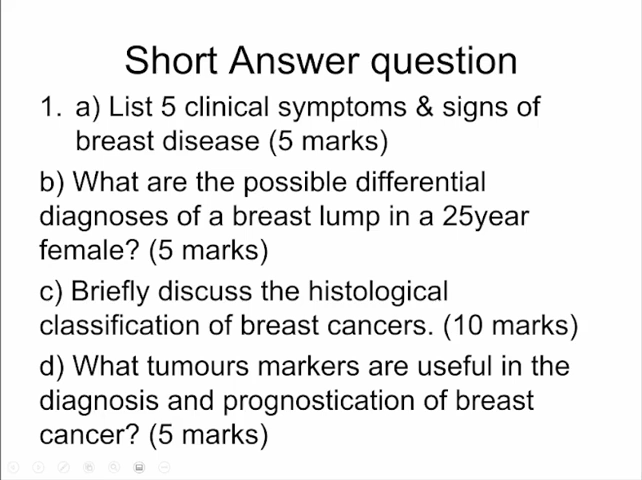 Short Answer question
1. a) List 5 clinical symptoms & signs of
breast disease (5 marks)
b) What are the possible differential
diagnoses of a breast lump in a 25year
female? (5 marks)
c) Briefly discuss the histological
classification of breast cancers. (10 marks)
d) What tumours markers are useful in the
diagnosis and prognostication of breast
cancer? (5 marks)